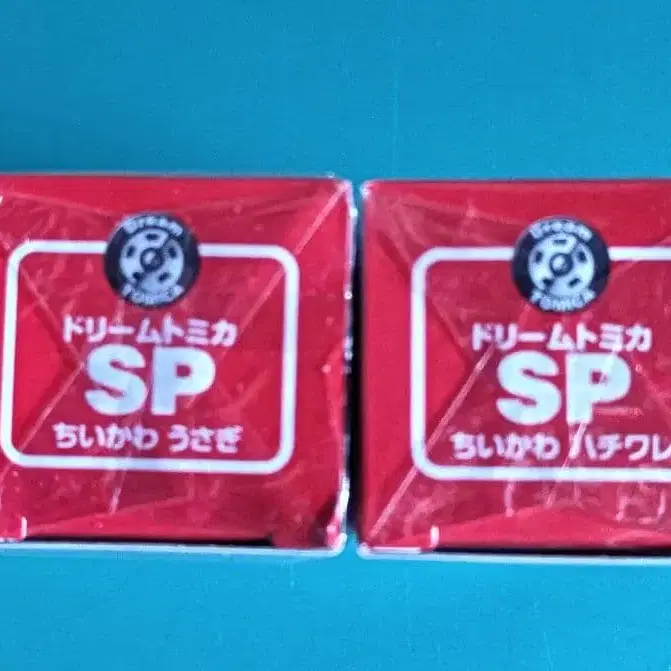 Dream
TOMICA
ドリームトミカ
SP
ちいかわ うさぎ
Dream
TOMICA
ドリームトミカ
SP
ちいかわ ハチワレ